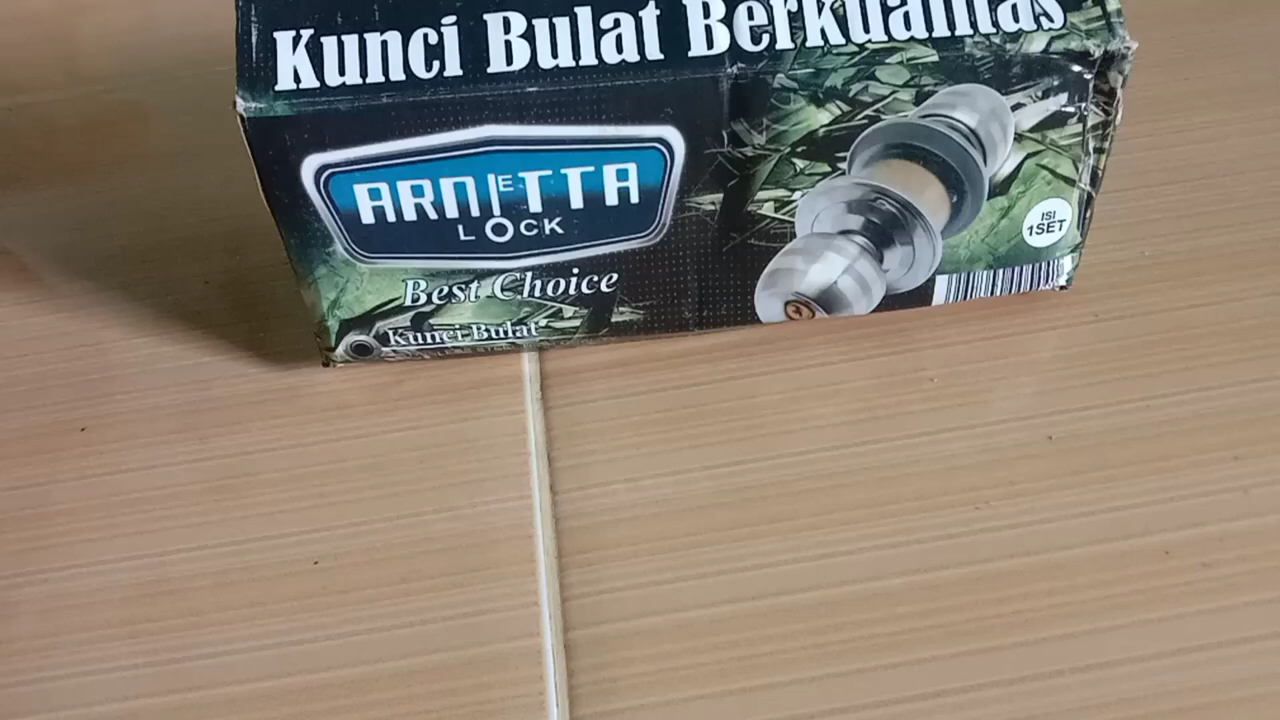 Kunci Bulat Berkualitas
ARNETTA
LOCK
Best Choice
Kunci Bulat
ISI
1SET